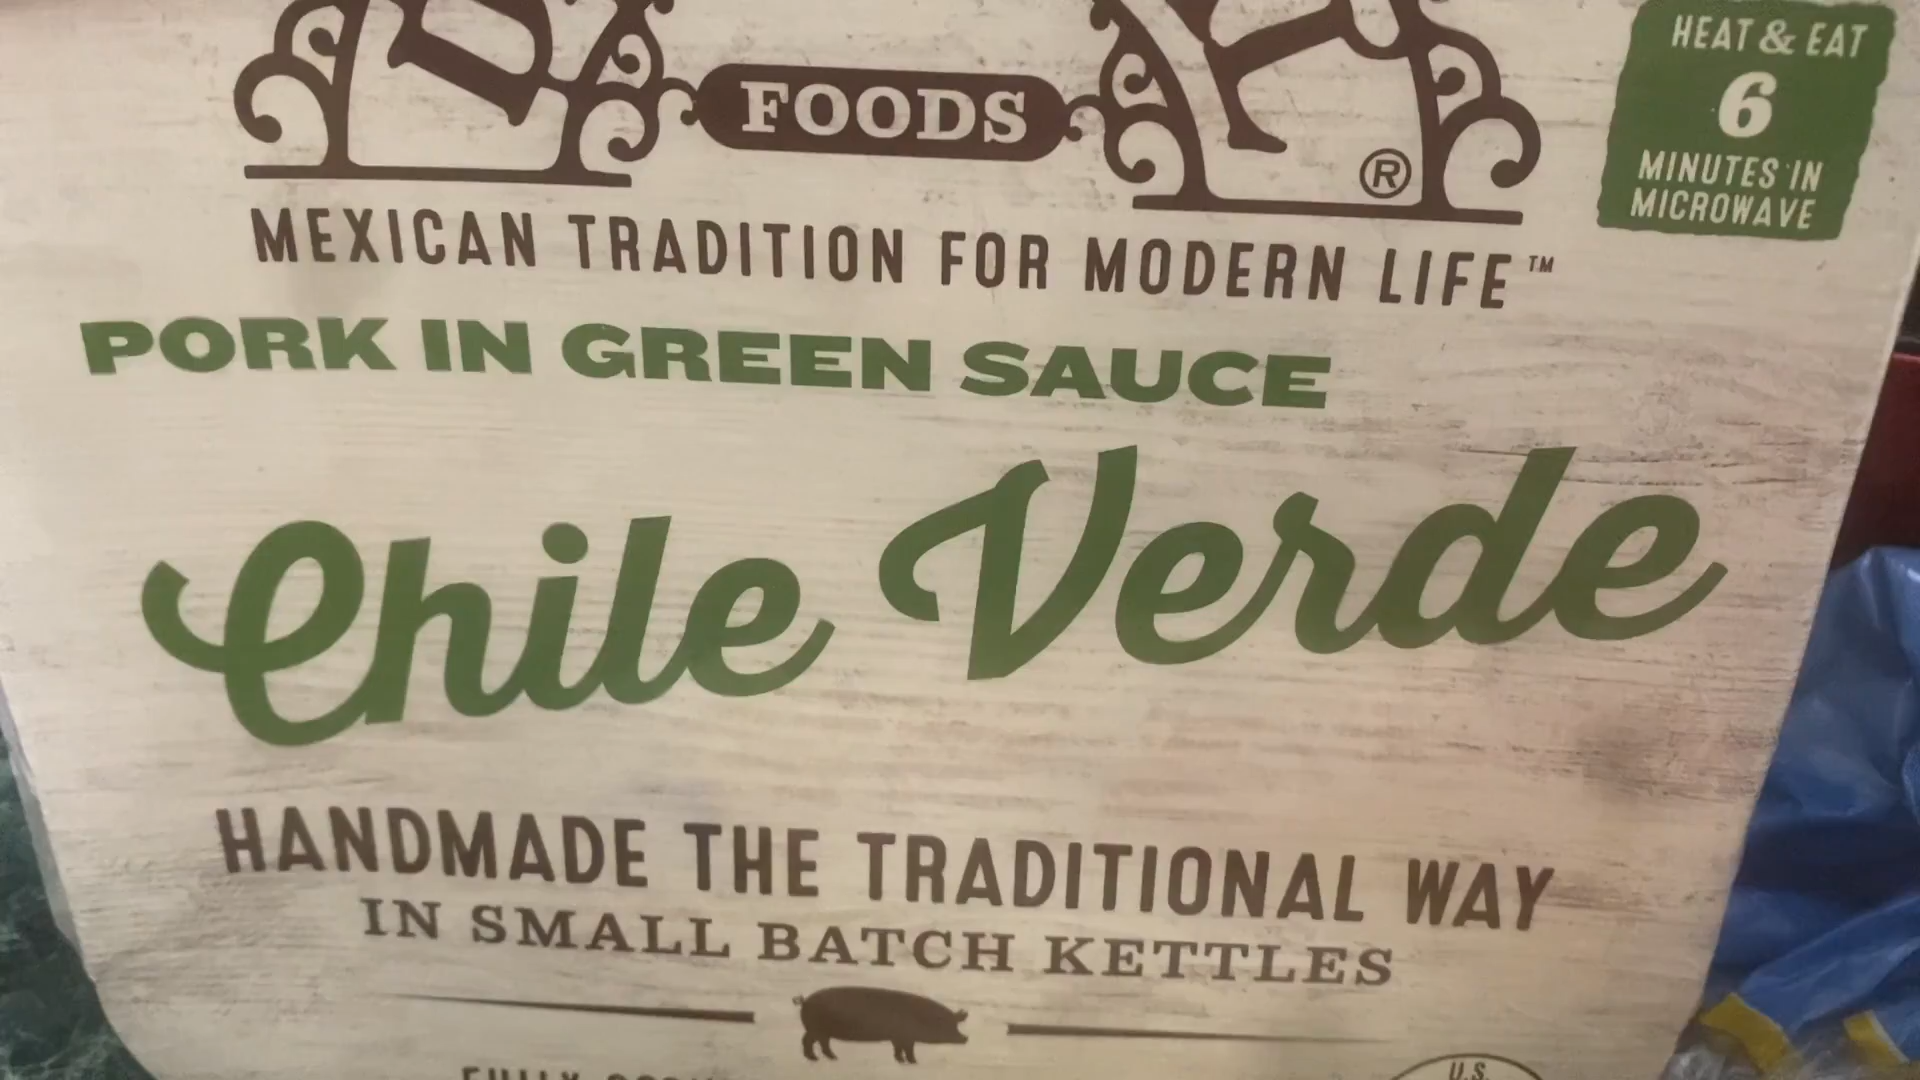 FOODS
®
MEXICAN TRADITION FOR MODERN LIFE™
HEAT & EAT
6
MINUTES IN
MICROWAVE
PORK IN GREEN SAUCE
Chile Verde
HANDMADE THE TRADITIONAL WAY
IN SMALL BATCH KETTLES
FULLY
U.S.